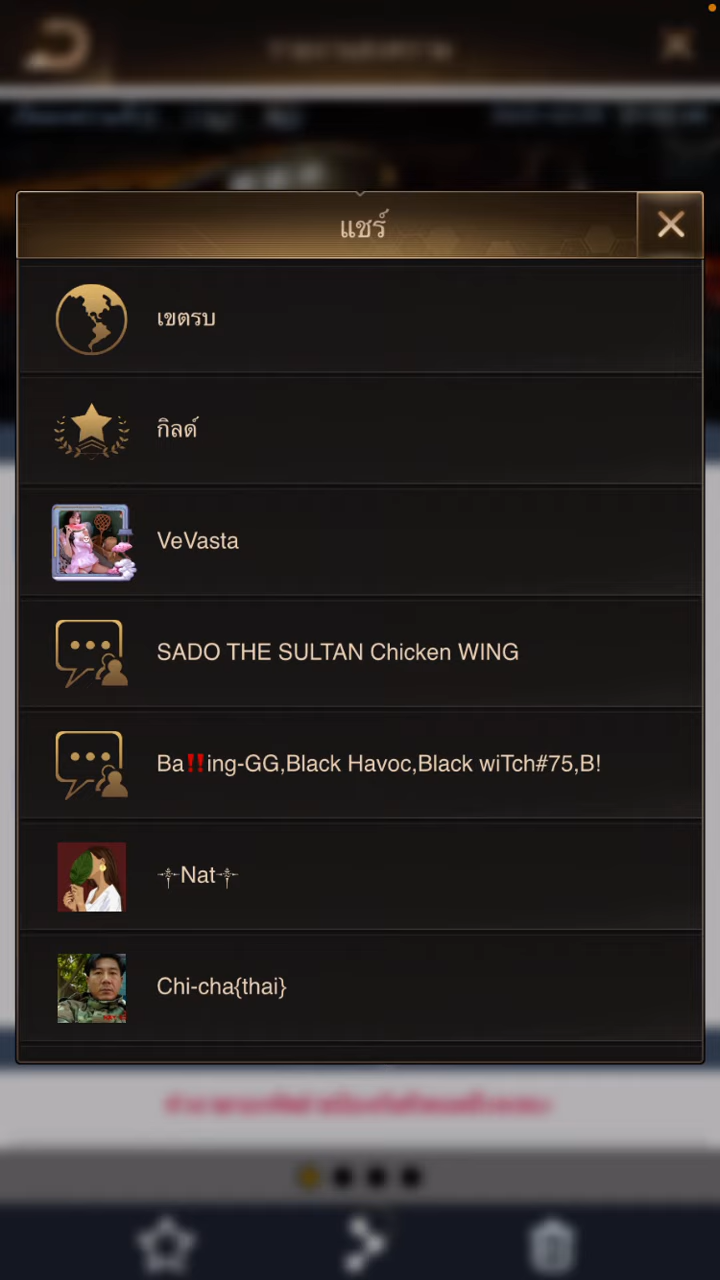 แชร์
เขตรบ
กิลด์
VeVasta
SADO THE SULTAN Chicken WING
Ba‼️ing-GG,Black Havoc,Black wiTch#75,B!
⸸Nat⸸
Chi-cha{thai}